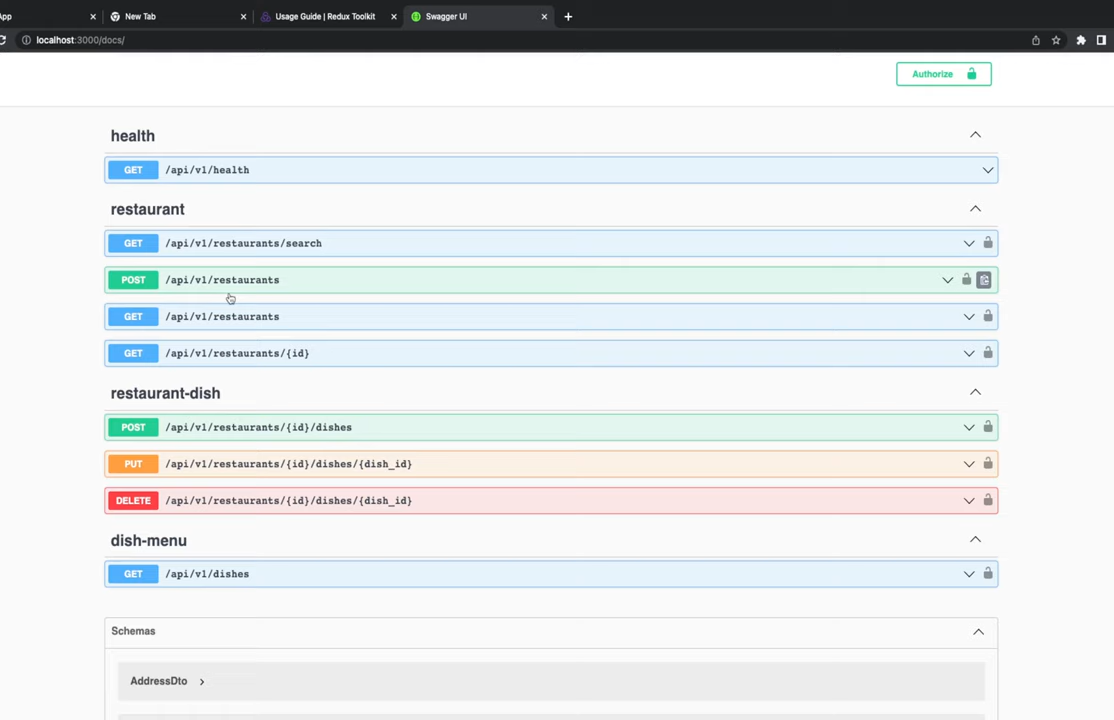 App
New Tab
Usage Guide | Redux Toolkit
Swagger UI
localhost:3000/docs/
Authorize
health
GET /api/v1/health
restaurant
GET /api/v1/restaurants/search
POST /api/v1/restaurants
GET /api/v1/restaurants
GET /api/v1/restaurants/{id}
restaurant-dish
POST /api/v1/restaurants/{id}/dishes
PUT /api/v1/restaurants/{id}/dishes/{dish_id}
DELETE /api/v1/restaurants/{id}/dishes/{dish_id}
dish-menu
GET /api/v1/dishes
Schemas
AddressDto